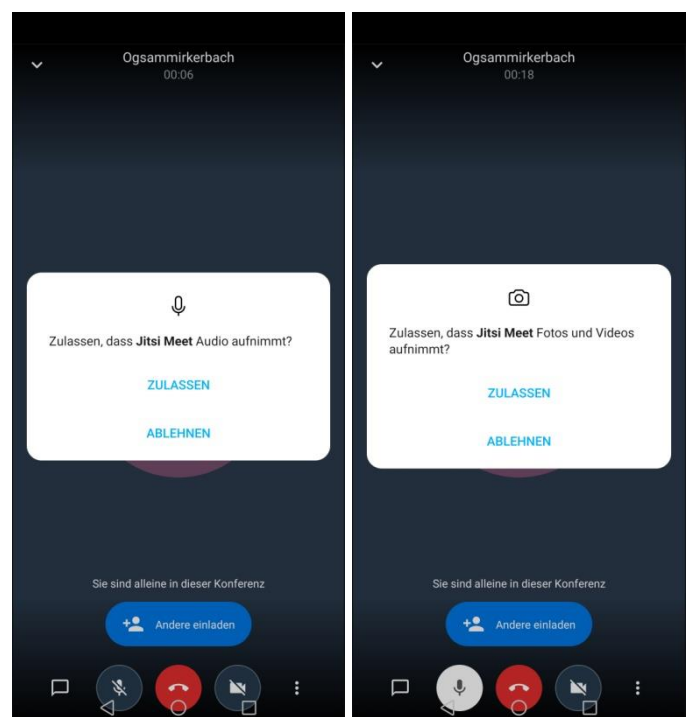 Ogsammirkerbach
00:06
Zulassen, dass Jitsi Meet Audio aufnimmt?
ZULASSEN
ABLEHNEN
Sie sind alleine in dieser Konferenz
Andere einladen
Ogsammirkerbach
00:18
Zulassen, dass Jitsi Meet Fotos und Videos
aufnimmt?
ZULASSEN
ABLEHNEN
Sie sind alleine in dieser Konferenz
Andere einladen